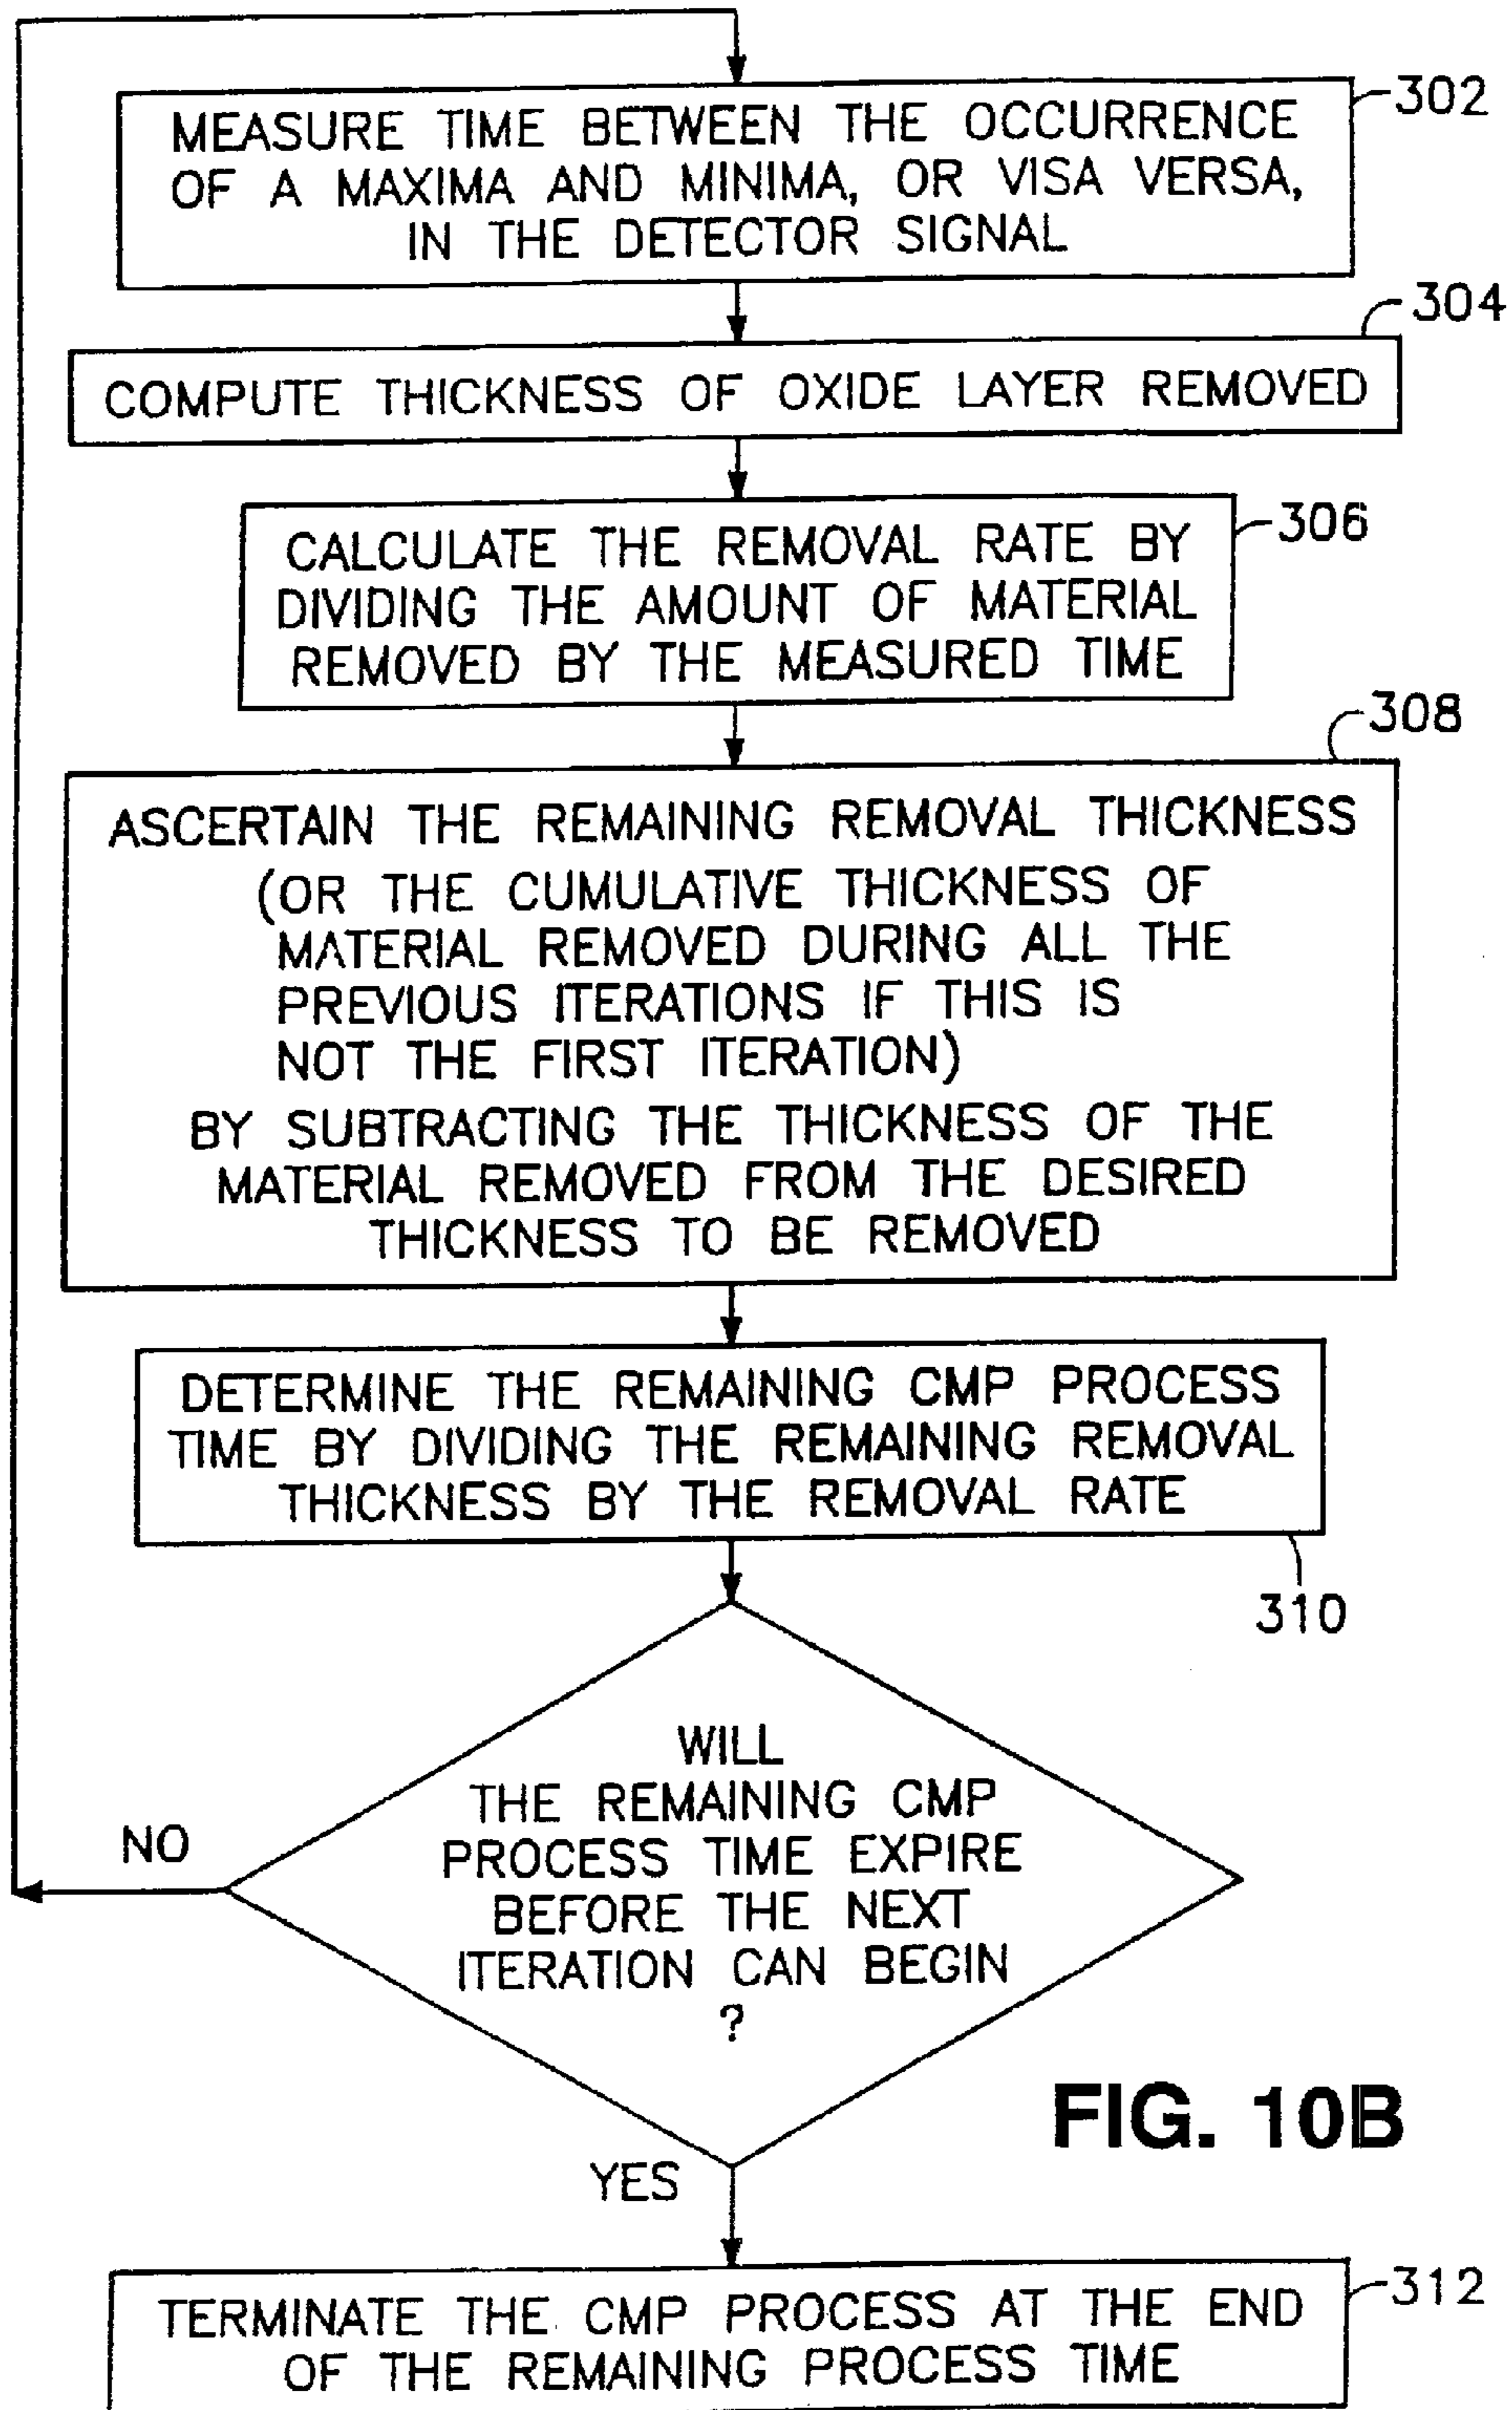 302
MEASURE TIME BETWEEN THE OCCURRENCE
OF A MAXIMA AND MINIMA, OR VISA VERSA,
IN THE DETECTOR SIGNAL
304
COMPUTE THICKNESS OF OXIDE LAYER REMOVED
306
CALCULATE THE REMOVAL RATE BY
DIVIDING THE AMOUNT OF MATERIAL
REMOVED BY THE MEASURED TIME
308
ASCERTAIN THE REMAINING REMOVAL THICKNESS
(OR THE CUMULATIVE THICKNESS OF
MATERIAL REMOVED DURING ALL THE
PREVIOUS ITERATIONS IF THIS IS
NOT THE FIRST ITERATION)
BY SUBTRACTING THE THICKNESS OF THE
MATERIAL REMOVED FROM THE DESIRED
THICKNESS TO BE REMOVED
DETERMINE THE REMAINING CMP PROCESS
TIME BY DIVIDING THE REMAINING REMOVAL
THICKNESS BY THE REMOVAL RATE
310
WILL
THE REMAINING CMP
PROCESS TIME EXPIRE
BEFORE THE NEXT
ITERATION CAN BEGIN
?
NO
FIG. 10B
YES
312
TERMINATE THE CMP PROCESS AT THE END
OF THE REMAINING PROCESS TIME